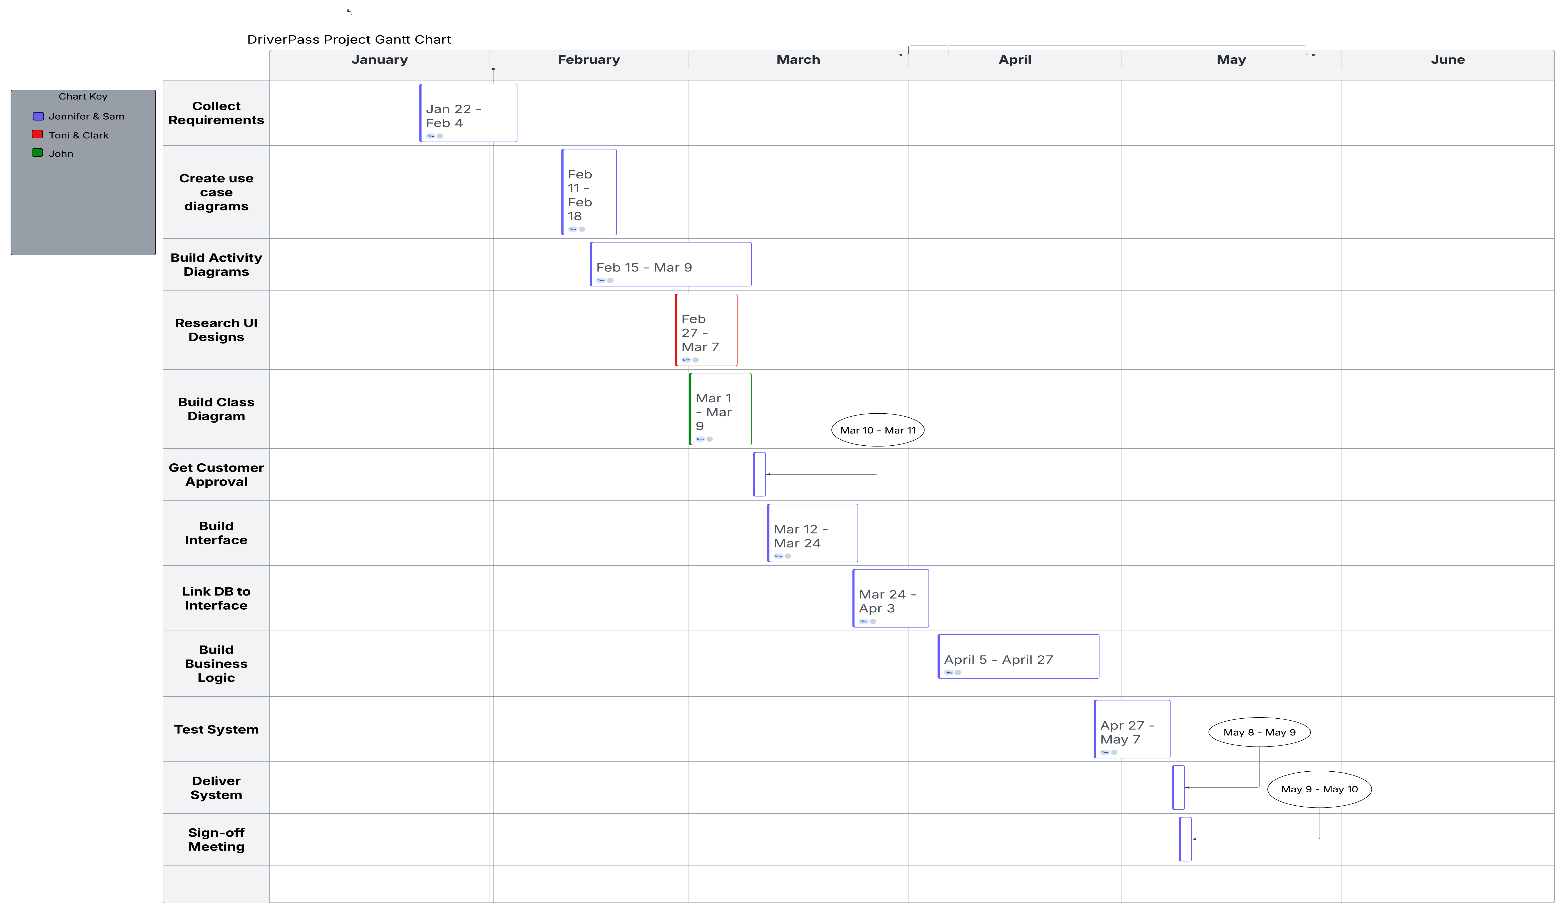 DriverPass Project Gantt Chart
January
February
March
April
May
June
Chart Key
Jennifer & Sam
Toni & Clark
John
Collect
Requirements
Jan 22 -
Feb 4
Create use
case
diagrams
Feb
11 -
Feb
18
Build Activity
Diagrams
Feb 15 - Mar 9
Research UI
Designs
Feb
27 -
Mar 7
Build Class
Diagram
Mar 1
- Mar
9
Mar 10 - Mar 11
Get Customer
Approval
Build
Interface
Mar 12 -
Mar 24
Link DB to
Interface
Mar 24 -
Apr 3
Build
Business
Logic
April 5 - April 27
Test System
Apr 27 -
May 7
May 8 - May 9
Deliver
System
May 9 - May 10
Sign-off
Meeting